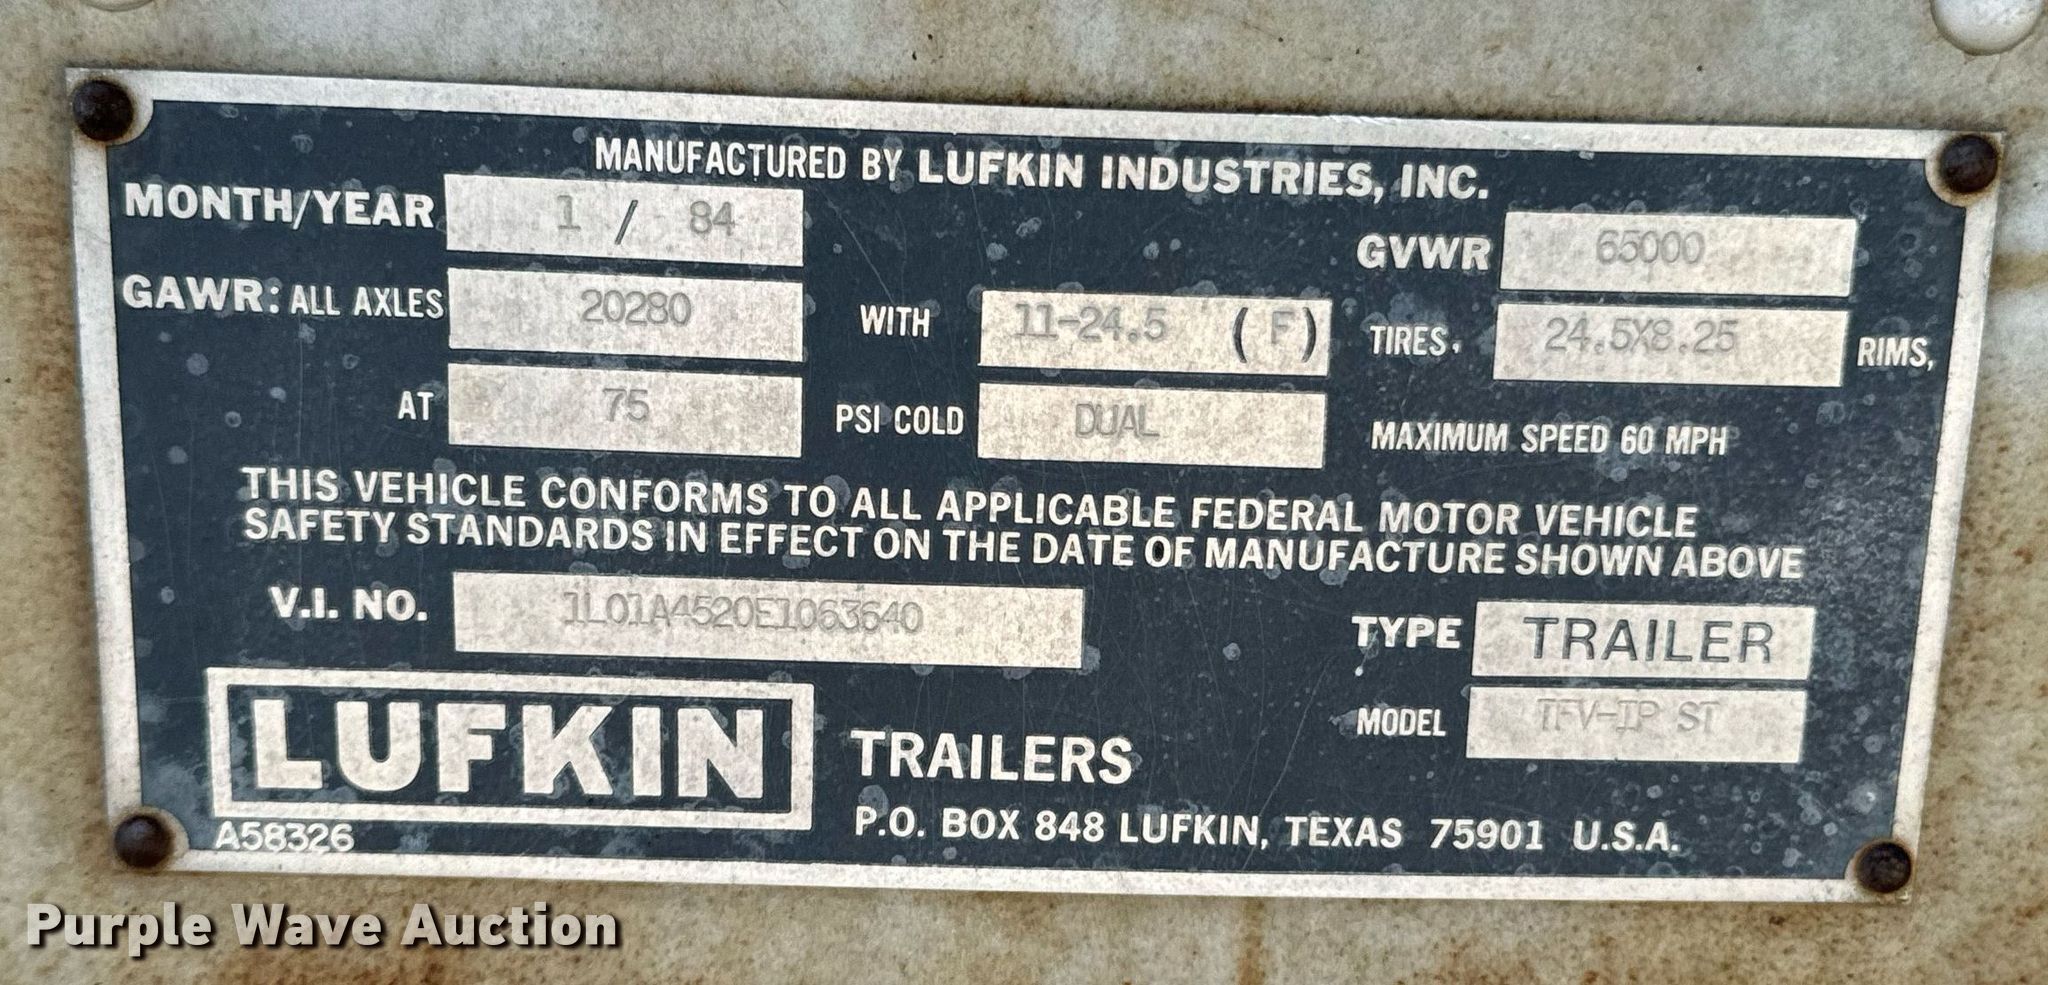 MANUFACTURED BY LUFKIN INDUSTRIES, INC.
MONTH/YEAR 1 / 84 GVWR 65000
GAWR: ALL AXLES 20280 WITH 11-24.5 (F) TIRES, 24.5X8.25 RIMS,
AT 75 PSI COLD DUAL MAXIMUM SPEED 60 MPH
THIS VEHICLE CONFORMS TO ALL APPLICABLE FEDERAL MOTOR VEHICLE
SAFETY STANDARDS IN EFFECT ON THE DATE OF MANUFACTURE SHOWN ABOVE
V.I. NO. 1L01A4520E1063640 TYPE TRAILER
MODEL TFV-IP ST
LUFKIN TRAILERS
P.O. BOX 848 LUFKIN, TEXAS 75901 U.S.A.
A58326
Purple Wave Auction